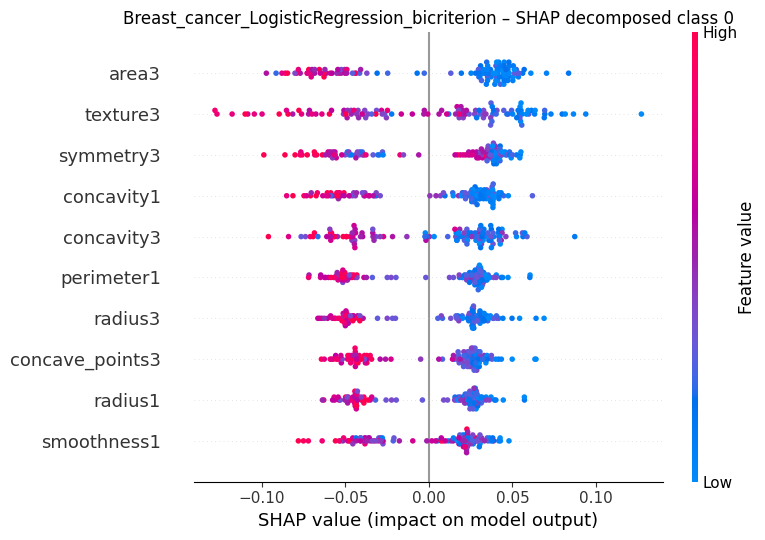 Breast_cancer_LogisticRegression_bicriterion – SHAP decomposed class 0
High
area3
texture3
symmetry3
concavity1
concavity3
perimeter1
radius3
concave_points3
radius1
smoothness1
Feature value
Low
−0.10 −0.05 0.00 0.05 0.10
SHAP value (impact on model output)